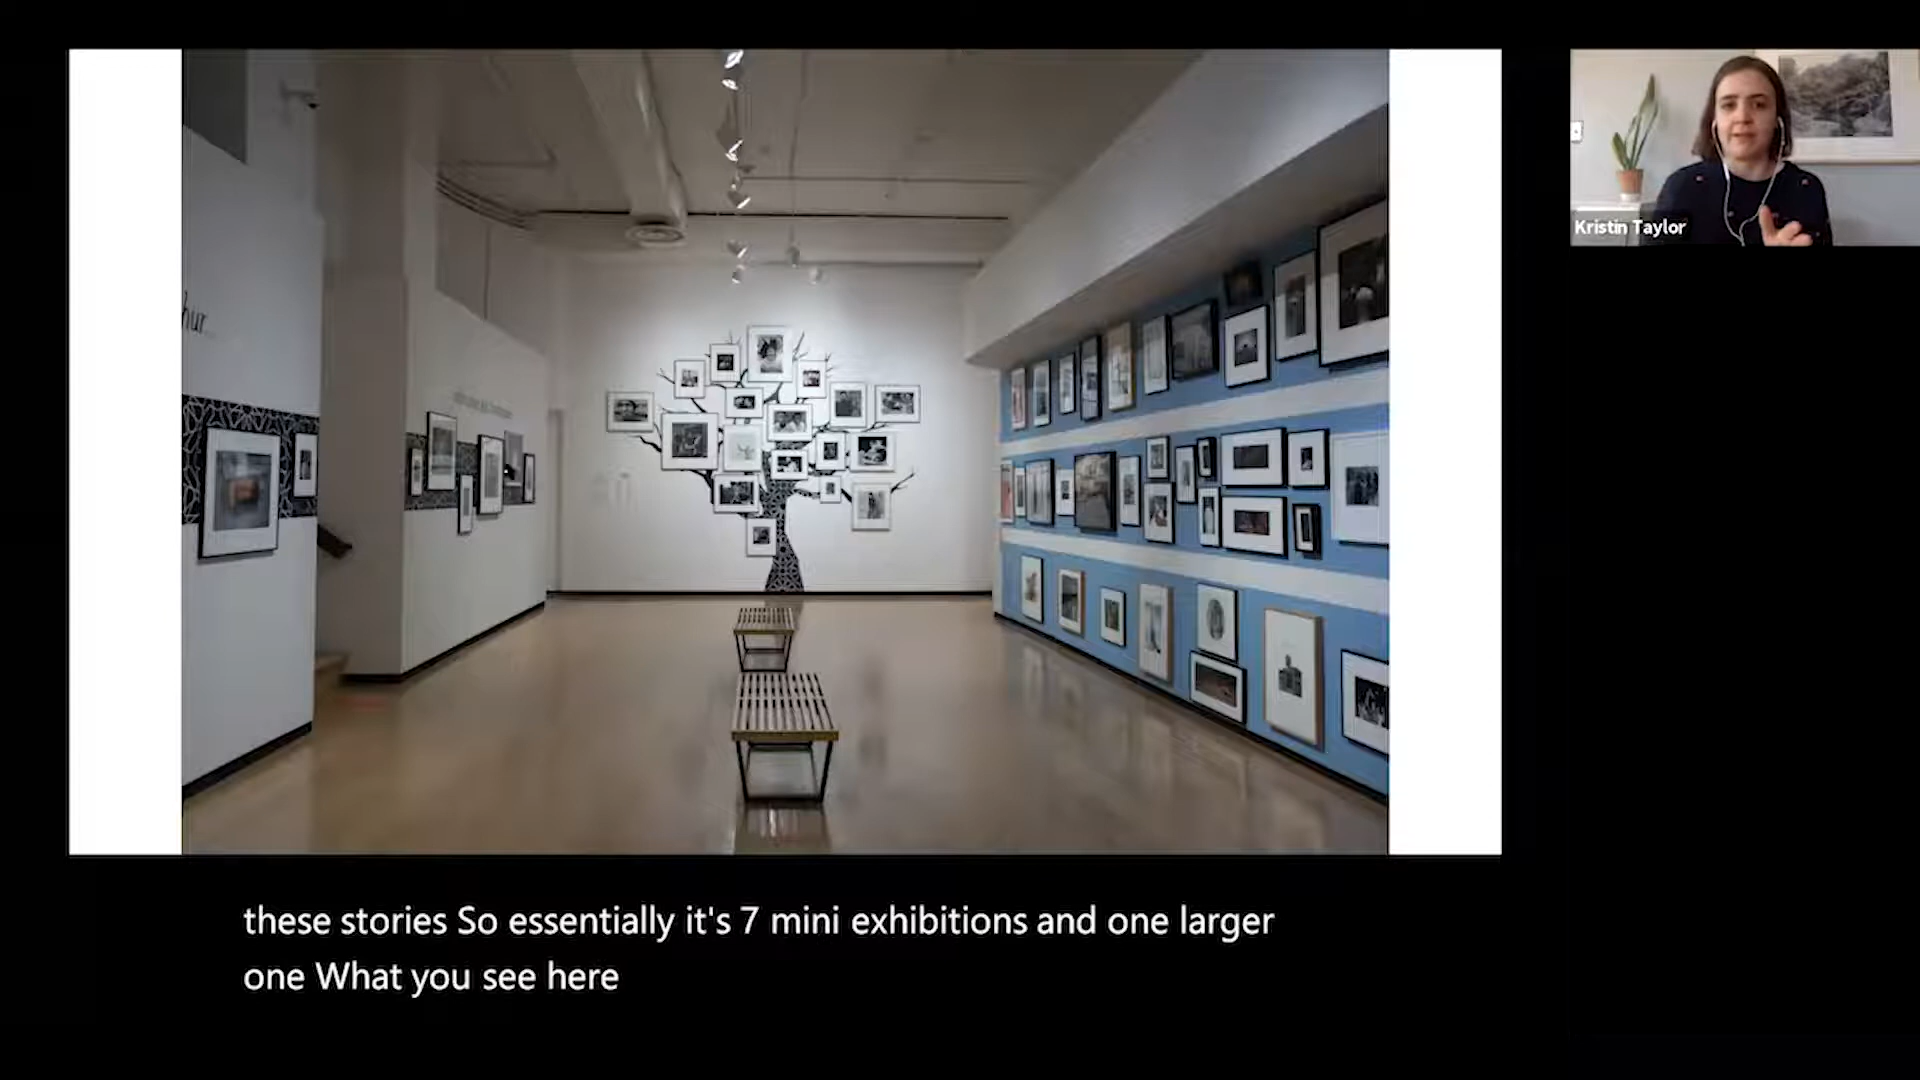 Kristin Taylor
these stories So essentially it's 7 mini exhibitions and one larger
one What you see here